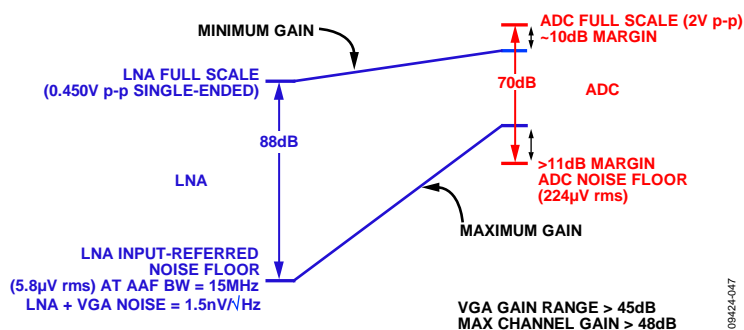 MINIMUM GAIN
ADC FULL SCALE (2V p-p)
~10dB MARGIN
LNA FULL SCALE
(0.450V p-p SINGLE-ENDED)
70dB
ADC
88dB
LNA
>11dB MARGIN
ADC NOISE FLOOR
(224µV rms)
MAXIMUM GAIN
LNA INPUT-REFERRED
NOISE FLOOR
(5.8µV rms) AT AAF BW = 15MHz
LNA + VGA NOISE = 1.5nV/√Hz
VGA GAIN RANGE > 45dB
MAX CHANNEL GAIN > 48dB
09424-047